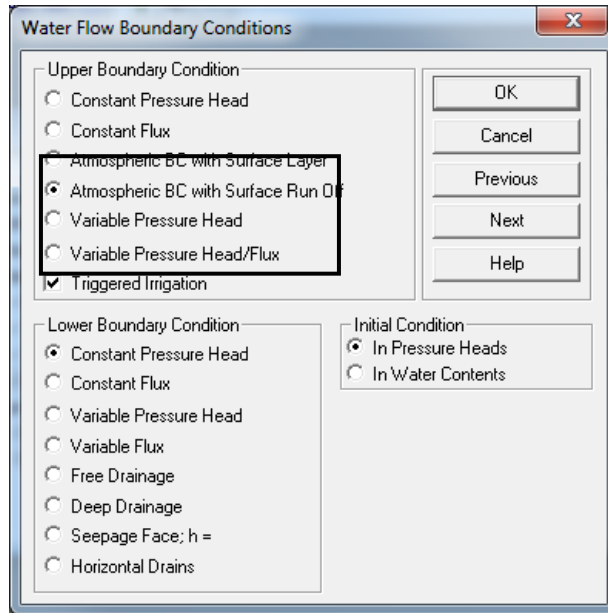 Water Flow Boundary Conditions
Upper Boundary Condition
Constant Pressure Head
Constant Flux
Atmospheric BC with Surface Layer
Atmospheric BC with Surface Run Off
Variable Pressure Head
Variable Pressure Head/Flux
Triggered Irrigation
OK
Cancel
Previous
Next
Help
Lower Boundary Condition
Constant Pressure Head
Constant Flux
Variable Pressure Head
Variable Flux
Free Drainage
Deep Drainage
Seepage Face; h =
Horizontal Drains
Initial Condition
In Pressure Heads
In Water Contents